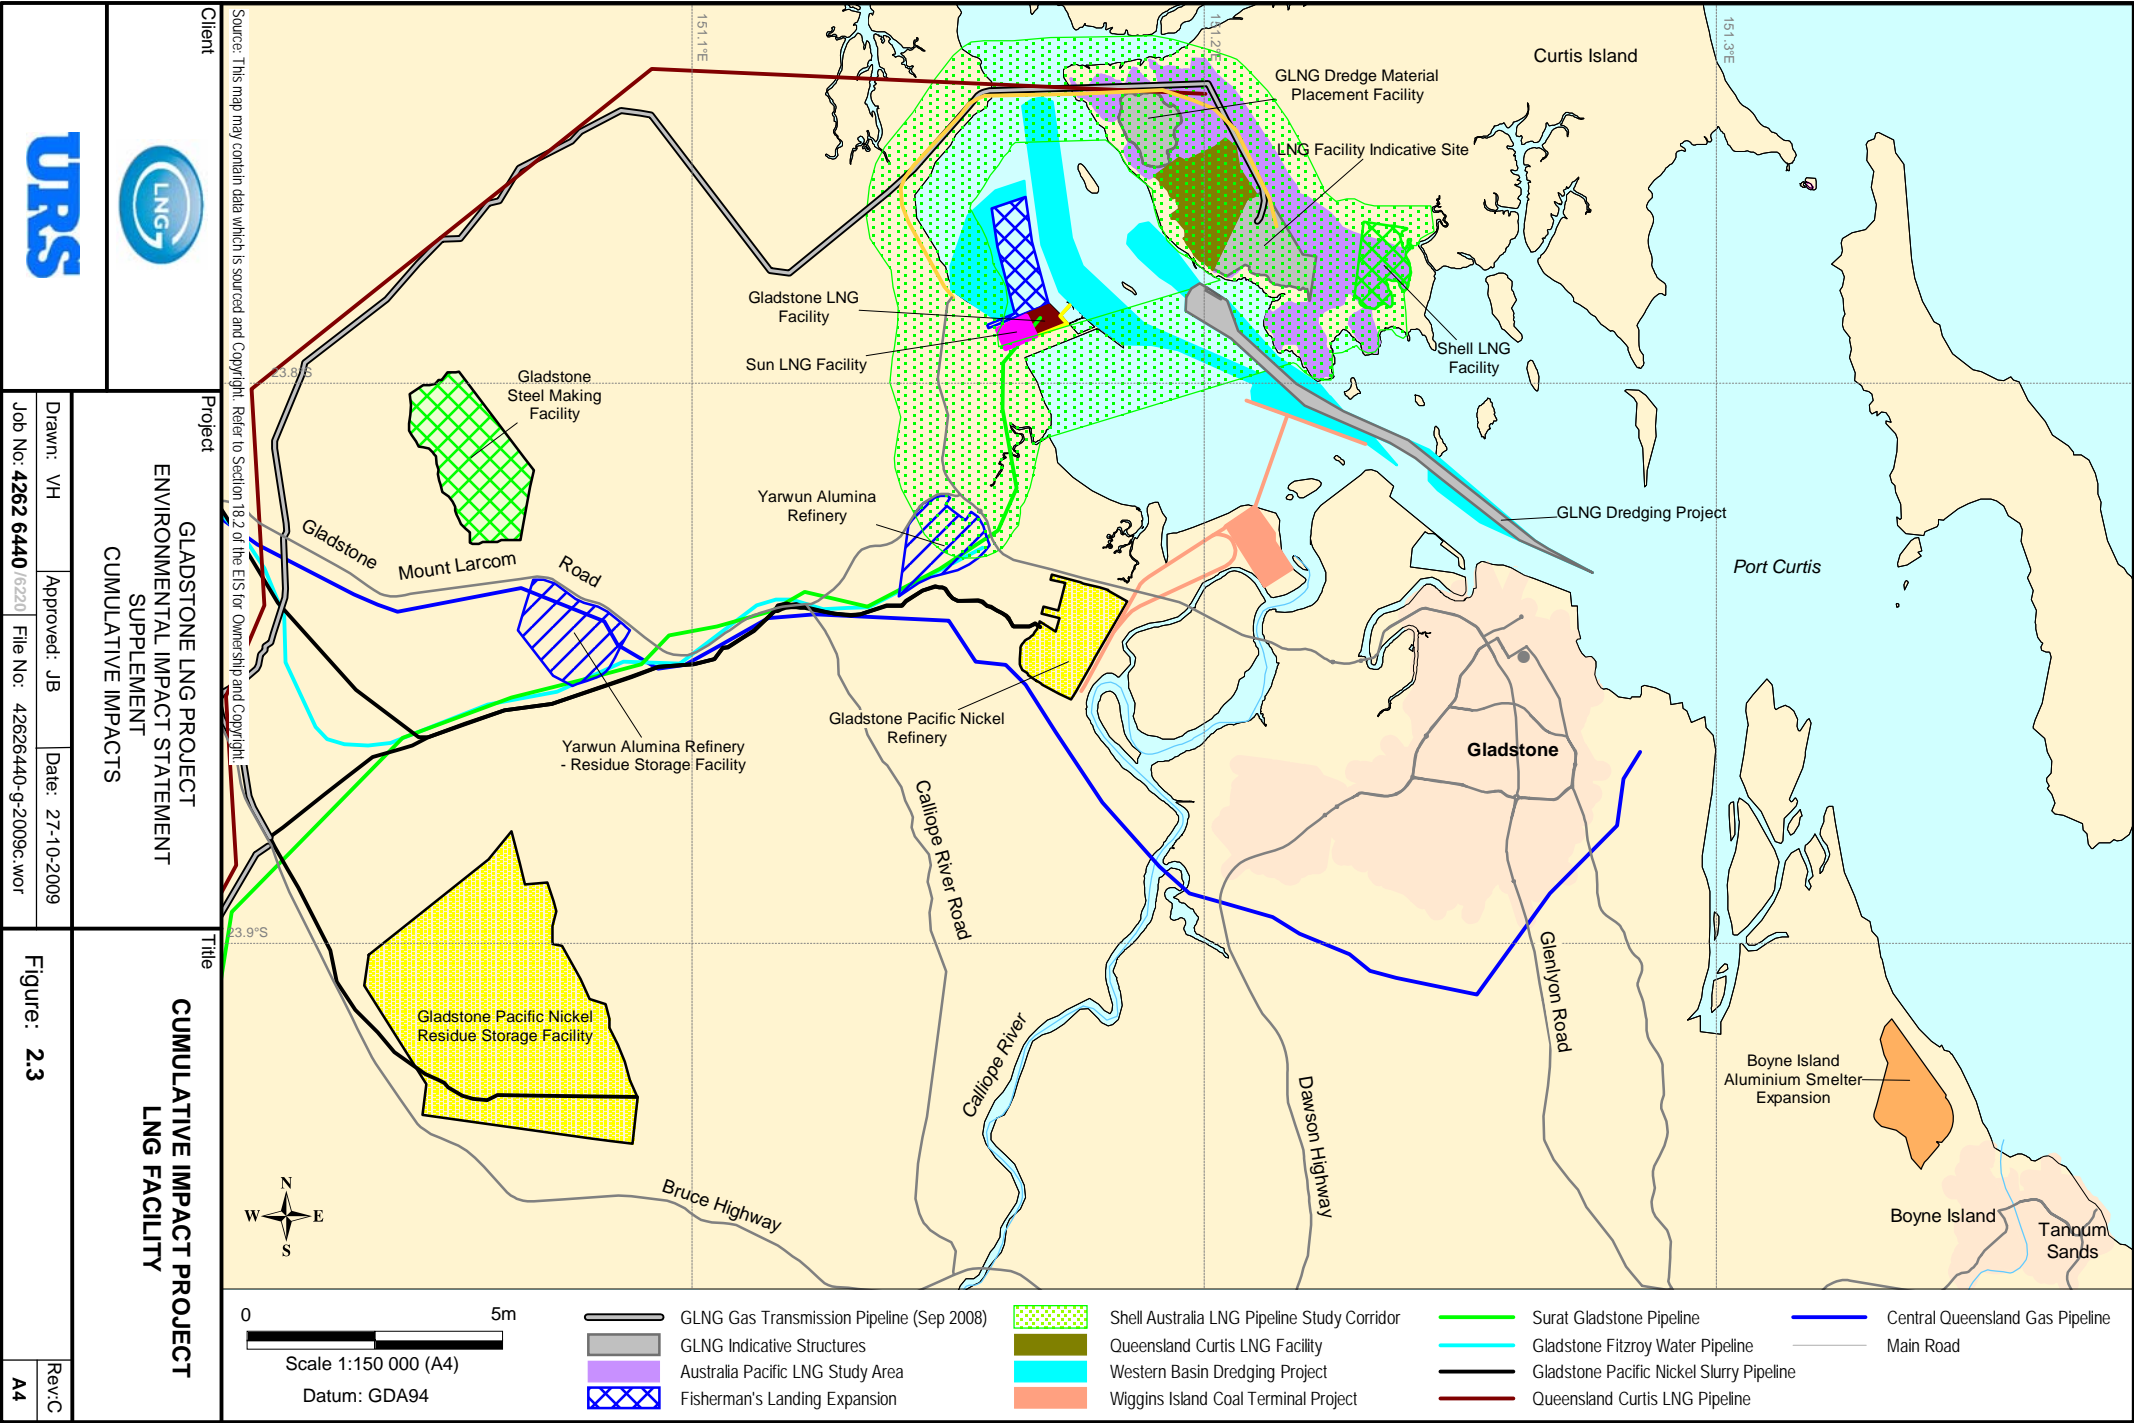 Curtis Island
151.1°E
151.2°E
151.3°E
GLNG Dredge Material
Placement Facility
LNG Facility Indicative Site
Gladstone LNG
Facility
Sun LNG Facility
Shell LNG
Facility
23.8°S
Gladstone
Steel Making
Facility
Yarwun Alumina
Refinery
GLNG Dredging Project
Port Curtis
Gladstone
Mount Larcom
Road
Gladstone Pacific Nickel
Refinery
Yarwun Alumina Refinery
- Residue Storage Facility
Gladstone
Calliope River Road
23.9°S
Glenlyon Road
Gladstone Pacific Nickel
Residue Storage Facility
Calliope River
Dawson Highway
Boyne Island
Aluminium Smelter
Expansion
Bruce Highway
Boyne Island
Tannum
Sands
N
W
E
S
0
5m
Scale 1:150 000 (A4)
Datum: GDA94
GLNG Gas Transmission Pipeline (Sep 2008)
GLNG Indicative Structures
Australia Pacific LNG Study Area
Fisherman's Landing Expansion
Shell Australia LNG Pipeline Study Corridor
Queensland Curtis LNG Facility
Western Basin Dredging Project
Wiggins Island Coal Terminal Project
Surat Gladstone Pipeline
Gladstone Fitzroy Water Pipeline
Gladstone Pacific Nickel Slurry Pipeline
Queensland Curtis LNG Pipeline
Central Queensland Gas Pipeline
Main Road
Source: This map may contain data which is sourced and Copyright. Refer to Section 18.2 of the EIS for Ownership and Copyright.
Client
LNG
URS
Project
GLADSTONE LNG PROJECT
ENVIRONMENTAL IMPACT STATEMENT
SUPPLEMENT
CUMULATIVE IMPACTS
Drawn: VH
Approved: JB
Date: 27-10-2009
Job No: 4262 6440 /6220
File No: 42626440-g-2009c.wor
Title
CUMULATIVE IMPACT PROJECT
LNG FACILITY
Figure: 2.3
Rev:C
A4